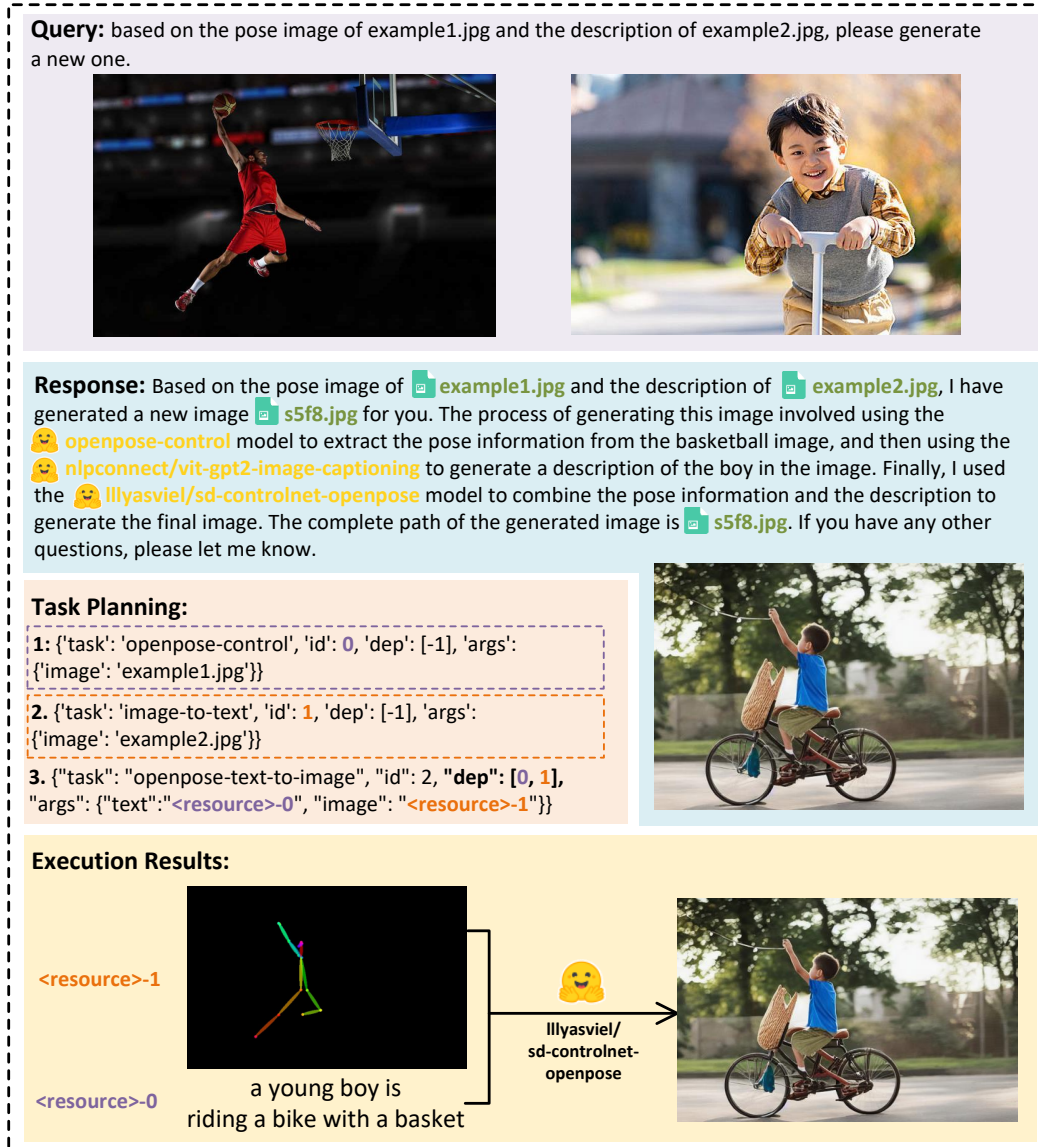 Query: based on the pose image of example1.jpg and the description of example2.jpg, please generate
a new one.
Response: Based on the pose image of example1.jpg and the description of example2.jpg, I have
generated a new image s5f8.jpg for you. The process of generating this image involved using the
openpose-control model to extract the pose information from the basketball image, and then using the
nlpconnect/vit-gpt2-image-captioning to generate a description of the boy in the image. Finally, I used
the lllyasviel/sd-controlnet-openpose model to combine the pose information and the description to
generate the final image. The complete path of the generated image is s5f8.jpg. If you have any other
questions, please let me know.
Task Planning:
1: {'task': 'openpose-control', 'id': 0, 'dep': [-1], 'args':
{'image': 'example1.jpg'}}
2. {'task': 'image-to-text', 'id': 1, 'dep': [-1], 'args':
{'image': 'example2.jpg'}}
3. {"task": "openpose-text-to-image", "id": 2, "dep": [0, 1],
"args": {"text":"<resource>-0", "image": "<resource>-1"}}
Execution Results:
<resource>-1
lllyasviel/
sd-controlnet-
openpose
<resource>-0
a young boy is
riding a bike with a basket